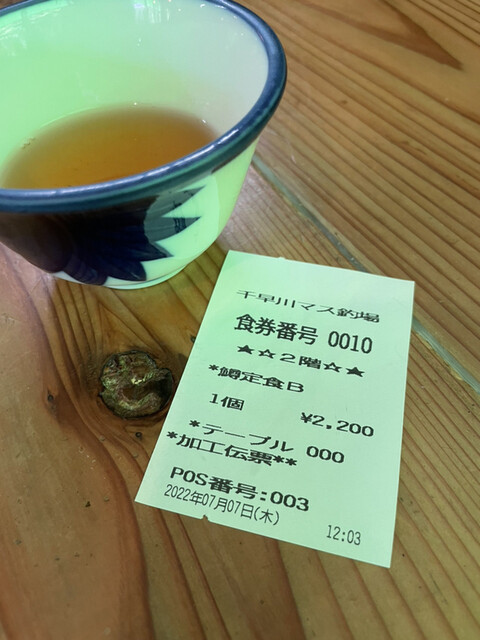 千早川マス釣場
食券番号 0010
★☆2階☆★
*鱒定食B
1個 ¥2,200
*テーブル 000
*加工伝票**
POS番号:003
2022年07月07日(木) 12:03